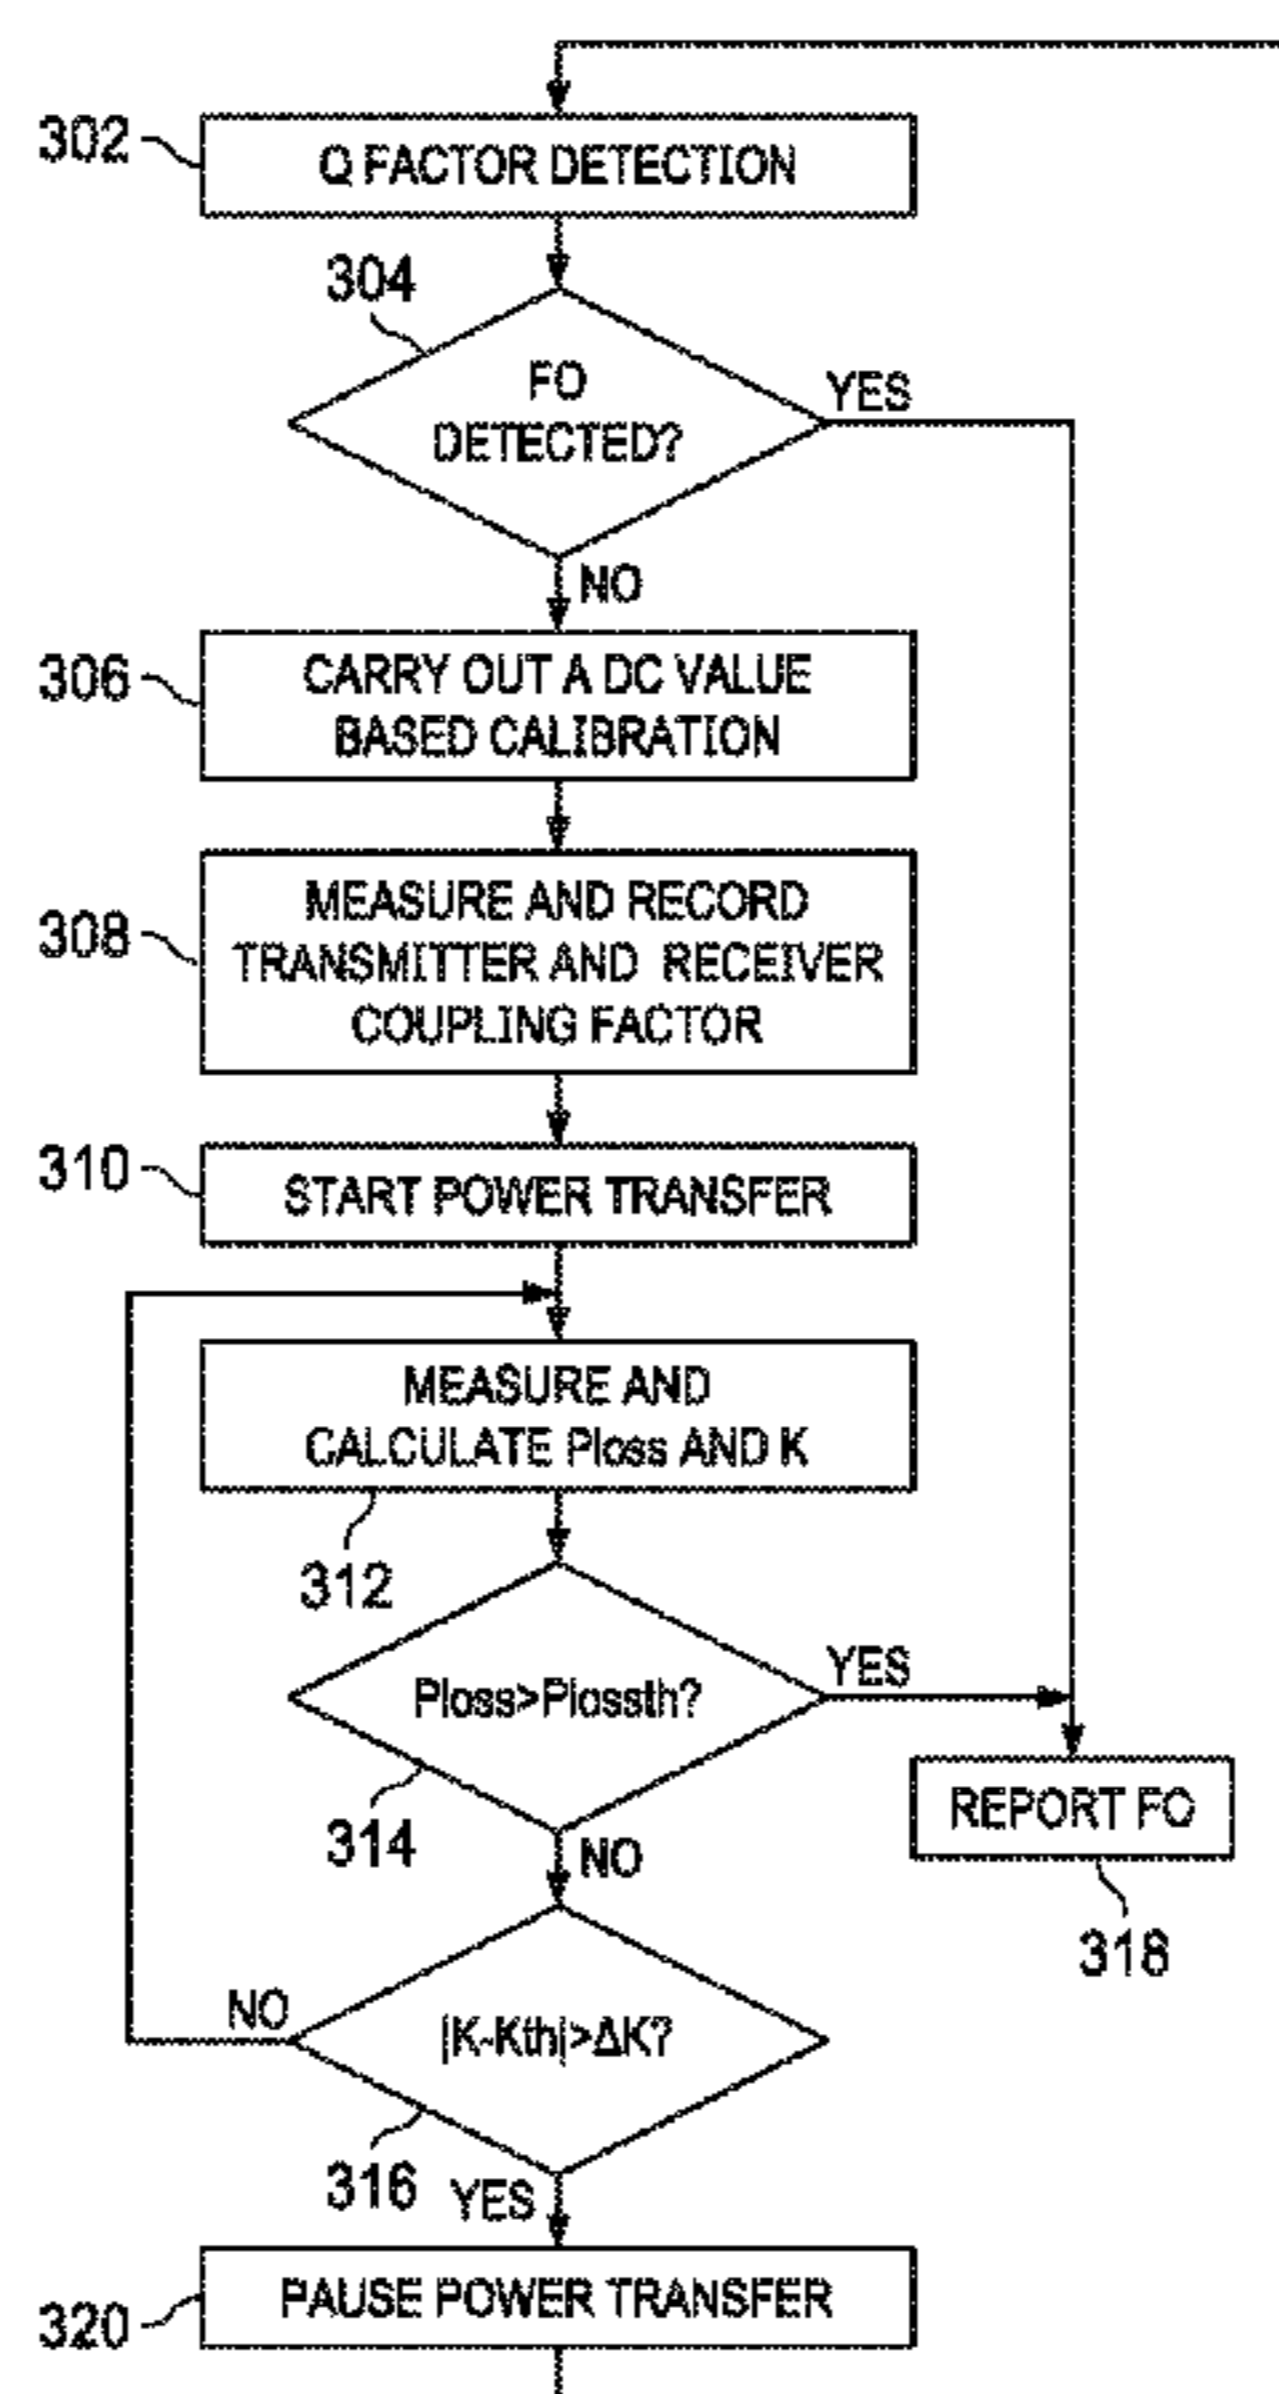 302
Q FACTOR DETECTION
304
FO
DETECTED?
YES
NO
306
CARRY OUT A DC VALUE
BASED CALIBRATION
308
MEASURE AND RECORD
TRANSMITTER AND RECEIVER
COUPLING FACTOR
310
START POWER TRANSFER
MEASURE AND
CALCULATE Ploss AND K
312
Ploss>Plossth?
YES
314
NO
REPORT FO
318
|K-Kth|>ΔK?
NO
316
YES
320
PAUSE POWER TRANSFER